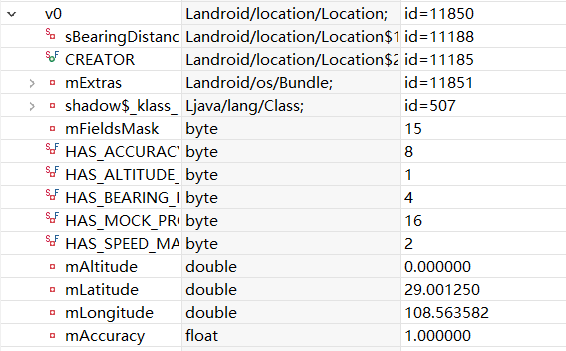 v0 Landroid/location/Location; id=11850
sBearingDistanc Landroid/location/Location$1 id=11188
CREATOR Landroid/location/Location$2 id=11185
mExtras Landroid/os/Bundle; id=11851
shadow$_klass_ Ljava/lang/Class; id=507
mFieldsMask byte 15
HAS_ACCURACY byte 8
HAS_ALTITUDE_ byte 1
HAS_BEARING_ byte 4
HAS_MOCK_PRO byte 16
HAS_SPEED_MA byte 2
mAltitude double 0.000000
mLatitude double 29.001250
mLongitude double 108.563582
mAccuracy float 1.000000